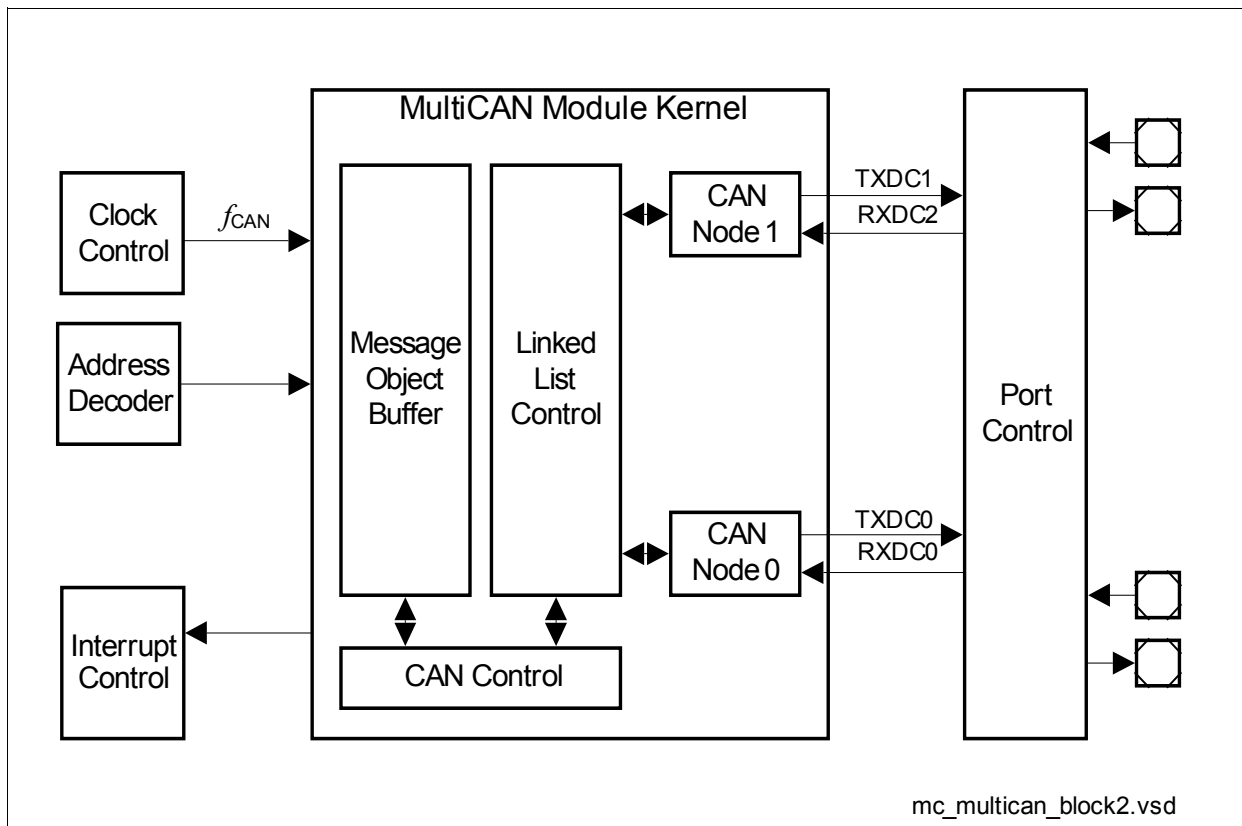 MultiCAN Module Kernel
Clock
Control
fCAN
Address
Decoder
Interrupt
Control
Message
Object
Buffer
Linked
List
Control
CAN
Node 1
CAN
Node 0
CAN Control
TXDC1
RXDC2
TXDC0
RXDC0
Port
Control
mc_multican_block2.vsd